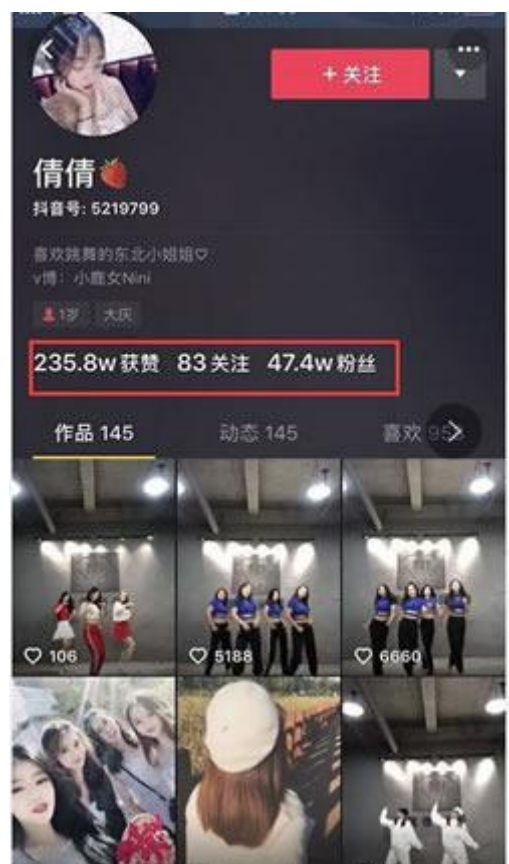 + 关注
倩倩🍓
抖音号: 5219799
喜欢跳舞的东北小姐姐♡
v博: 小鹿女Nini
1岁 大庆
235.8w 获赞 83 关注 47.4w 粉丝
作品 145 动态 145 喜欢
106 5188 6660